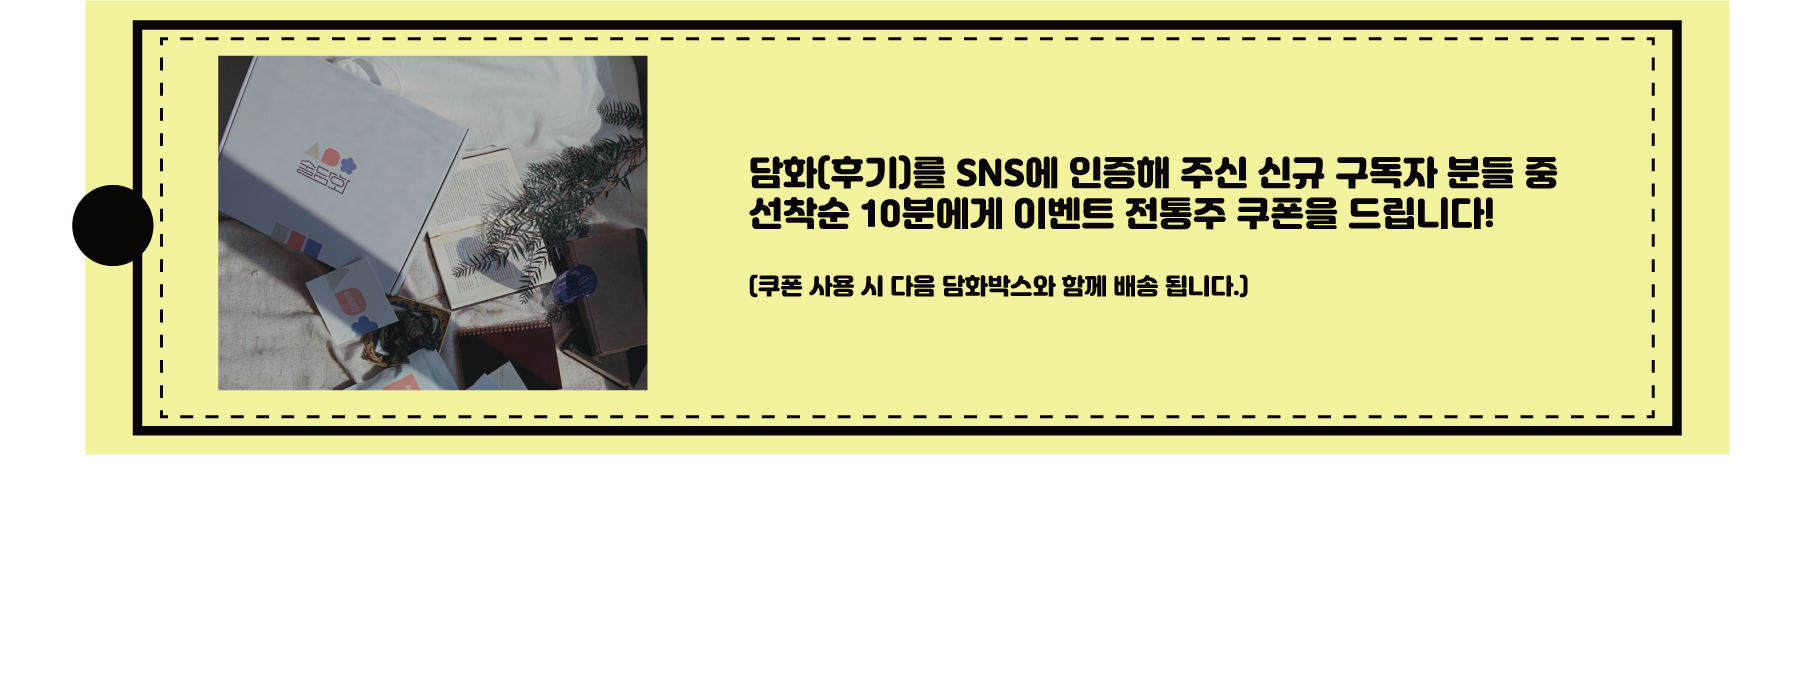 술담화
담화(후기)를 SNS에 인증해 주신 신규 구독자 분들 중
선착순 10분에게 이벤트 전통주 쿠폰을 드립니다!
(쿠폰 사용 시 다음 담화박스와 함께 배송 됩니다.)